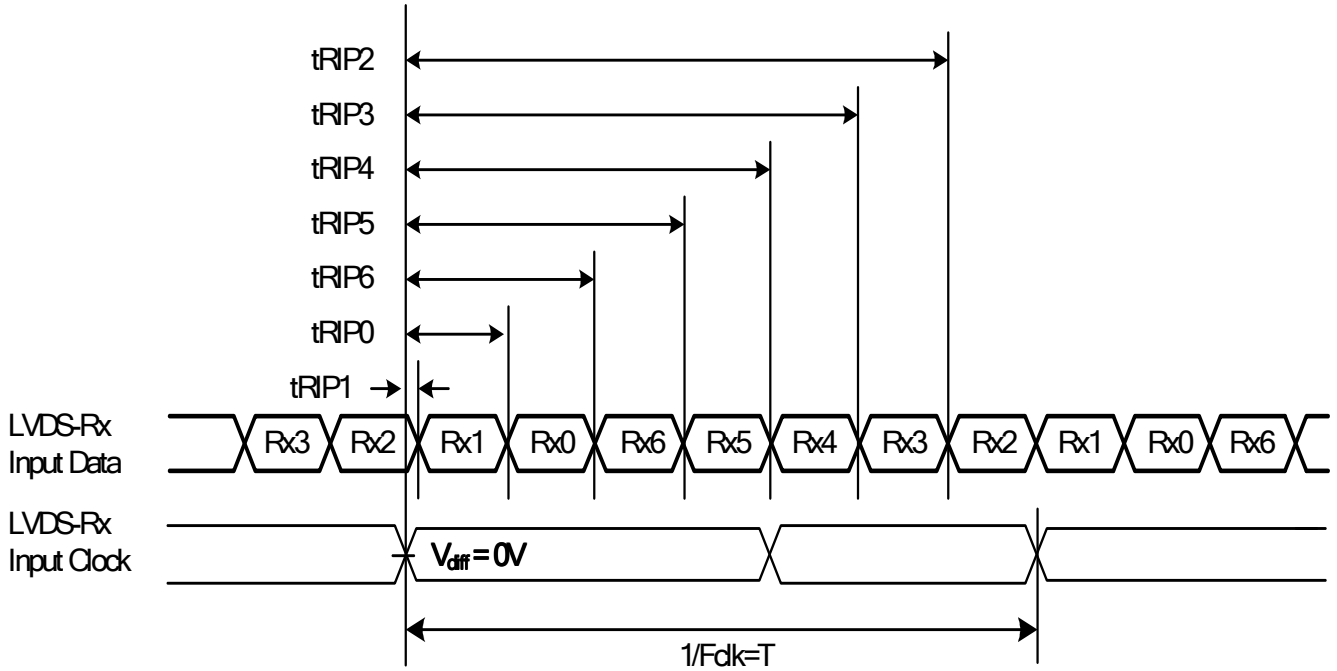 tRIP2
tRIP3
tRIP4
tRIP5
tRIP6
tRIP0
tRIP1
LVDS-Rx
Input Data
Rx3 Rx2 Rx1 Rx0 Rx6 Rx5 Rx4 Rx3 Rx2 Rx1 Rx0 Rx6
LVDS-Rx
Input Clock
Vdiff = 0V
1/Fclk=T